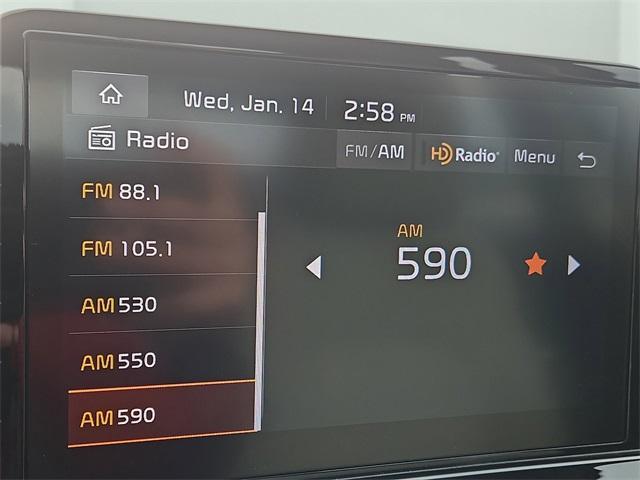 Wed, Jan. 14 2:58 PM
Radio FM/AM HD Radio® Menu
FM 88.1
FM 105.1
AM 530
AM 550
AM 590
AM
590